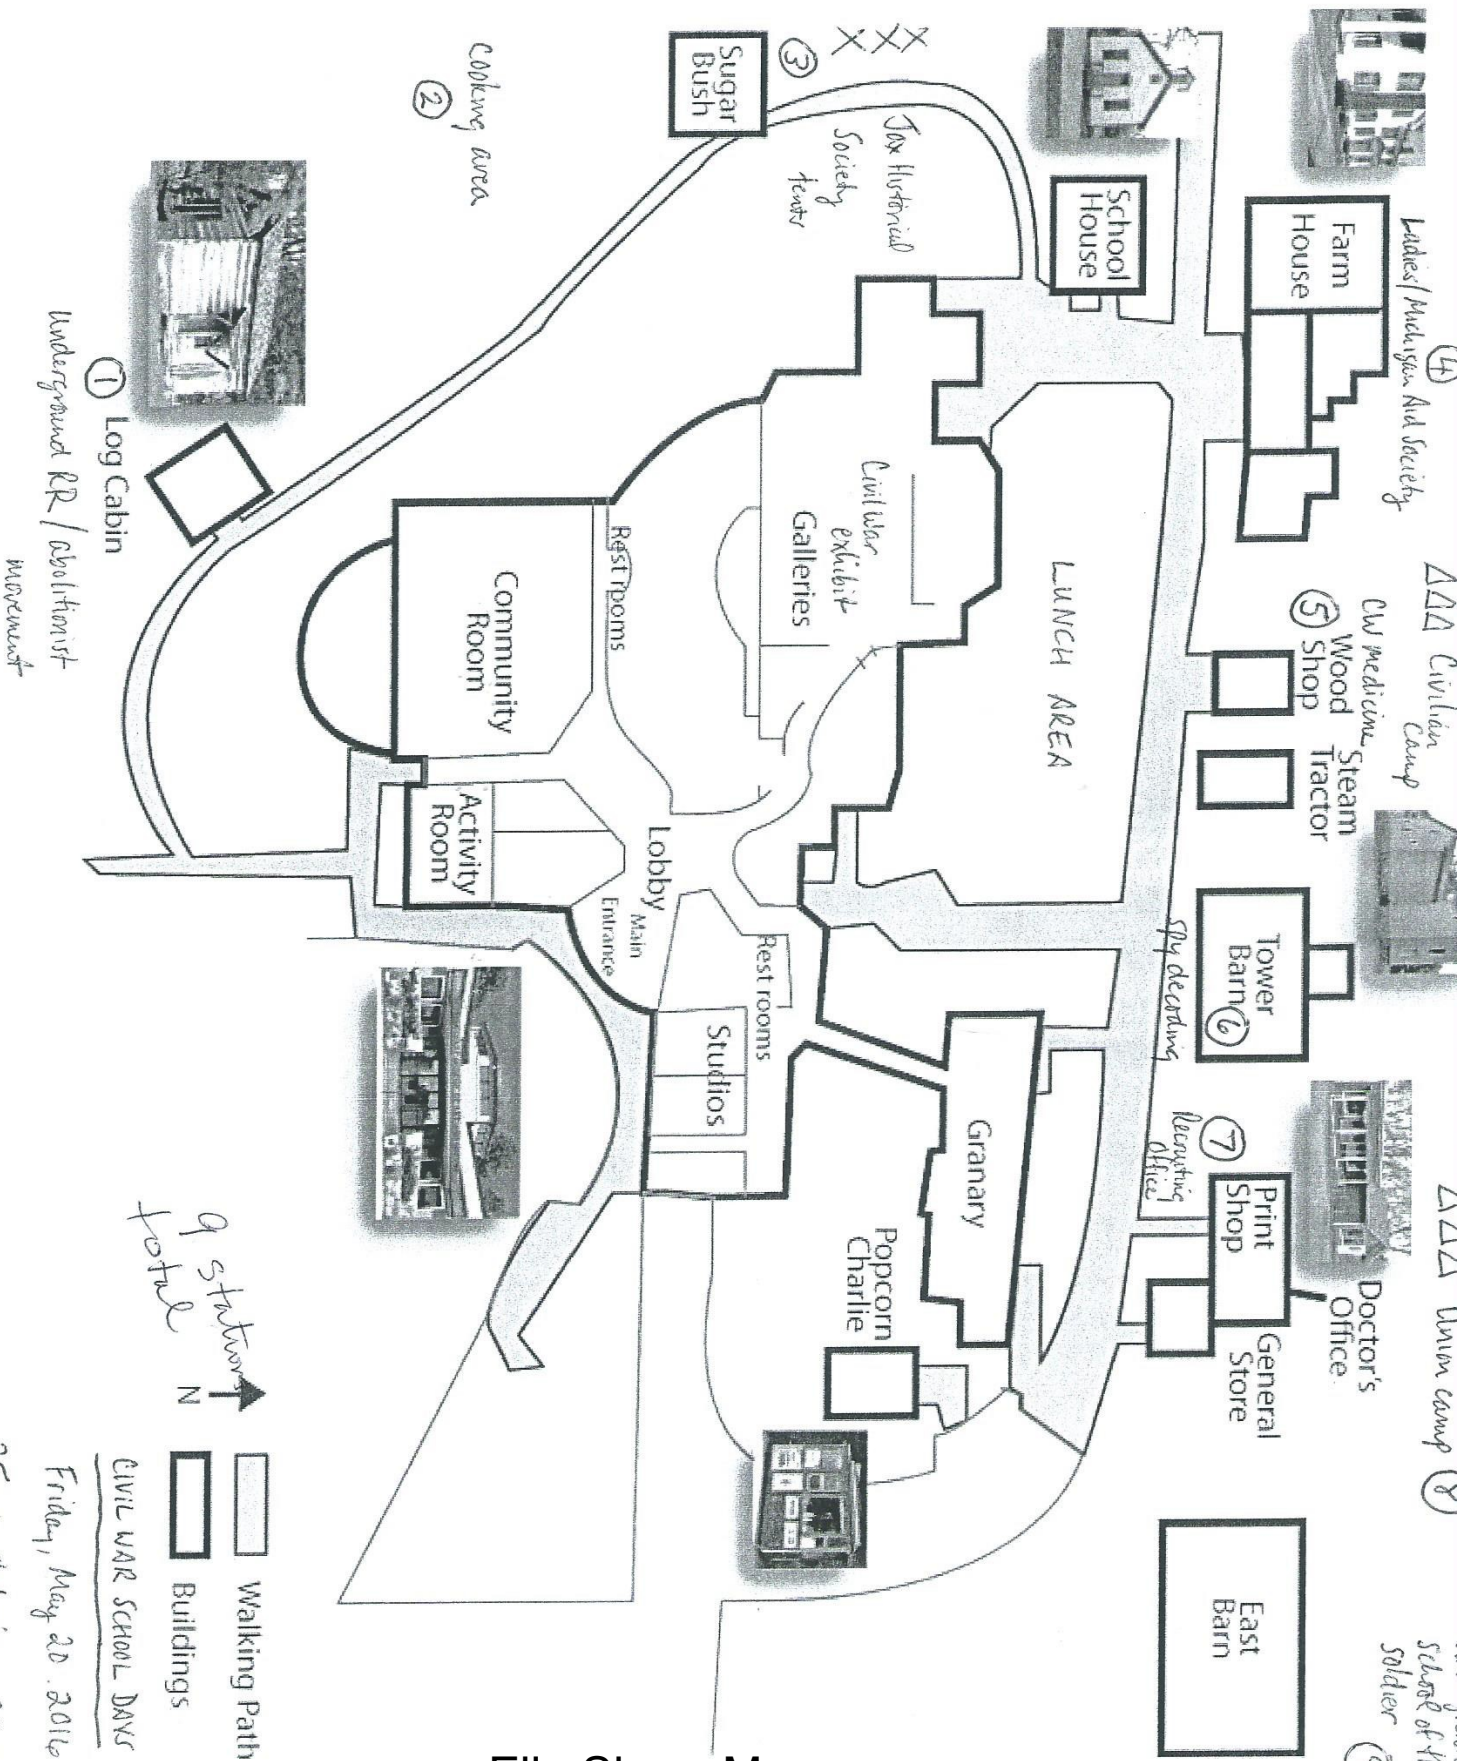 ④
Ladies/Michigan Aid Society
Farm
House
△△△ Civilian
Camp
CW medicine
⑤ Wood
Shop
Steam
Tractor
Tower
Barn ⑥
spy decoding
△△△ Union camp ⑧
Doctor's
Office
⑦
Recruiting
Office
Print
Shop
General
Store
East
Barn
School of the
soldier
School
House
XXX
③
Sugar
Bush
Jax Historical
Society
tents
LUNCH AREA
Civil War
exhibit
Galleries
Rest rooms
Community
Room
Lobby
Activity
Room
Main
Entrance
Rest rooms
Studios
Granary
Popcorn
Charlie
Cooking area
②
① Log Cabin
Underground RR/abolitionist
movement
9 stations
total
N
Walking Path
Buildings
CIVIL WAR SCHOOL DAYS
Friday, May 20, 2016